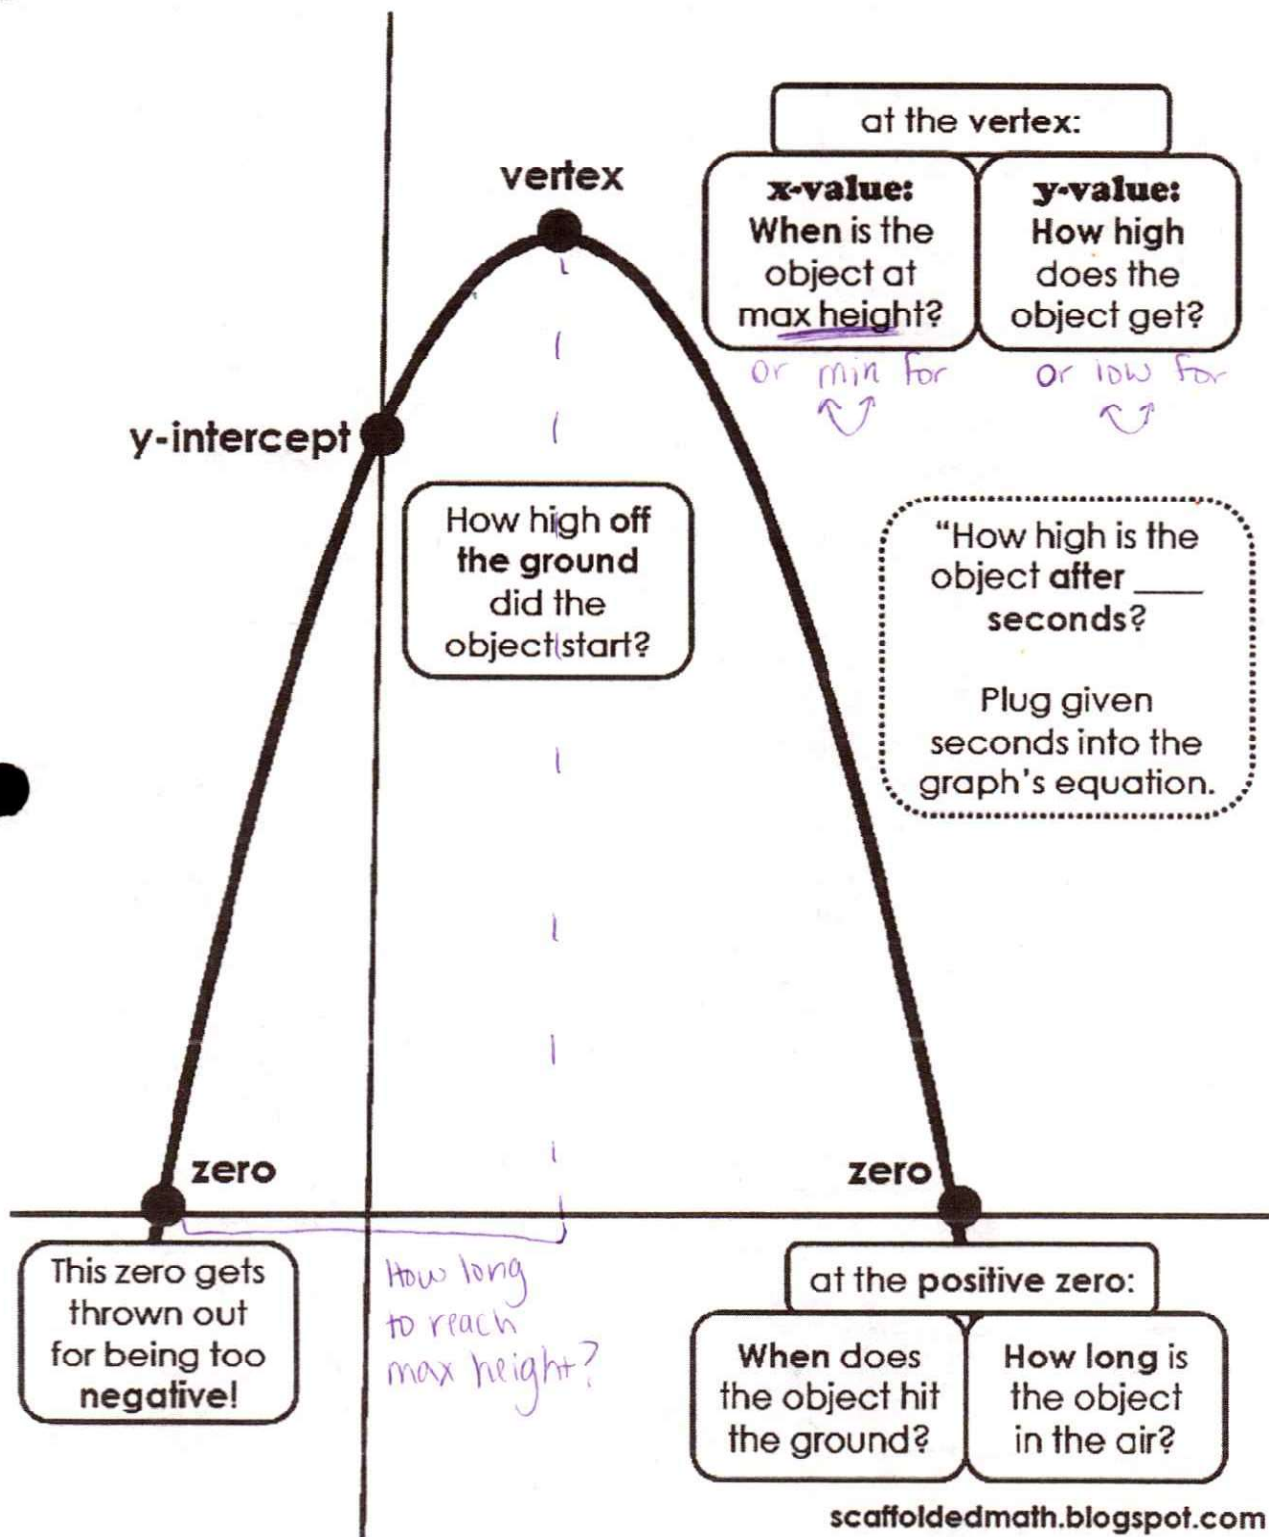 at the vertex:
vertex
x-value:
When is the
object at
max height?
y-value:
How high
does the
object get?
or min for
or low for
y-intercept
How high off
the ground
did the
object start?
"How high is the
object after ____
seconds?
Plug given
seconds into the
graph's equation.
zero
zero
This zero gets
thrown out
for being too
negative!
How long
to reach
max height?
at the positive zero:
When does
the object hit
the ground?
How long is
the object
in the air?
scaffoldedmath.blogspot.com